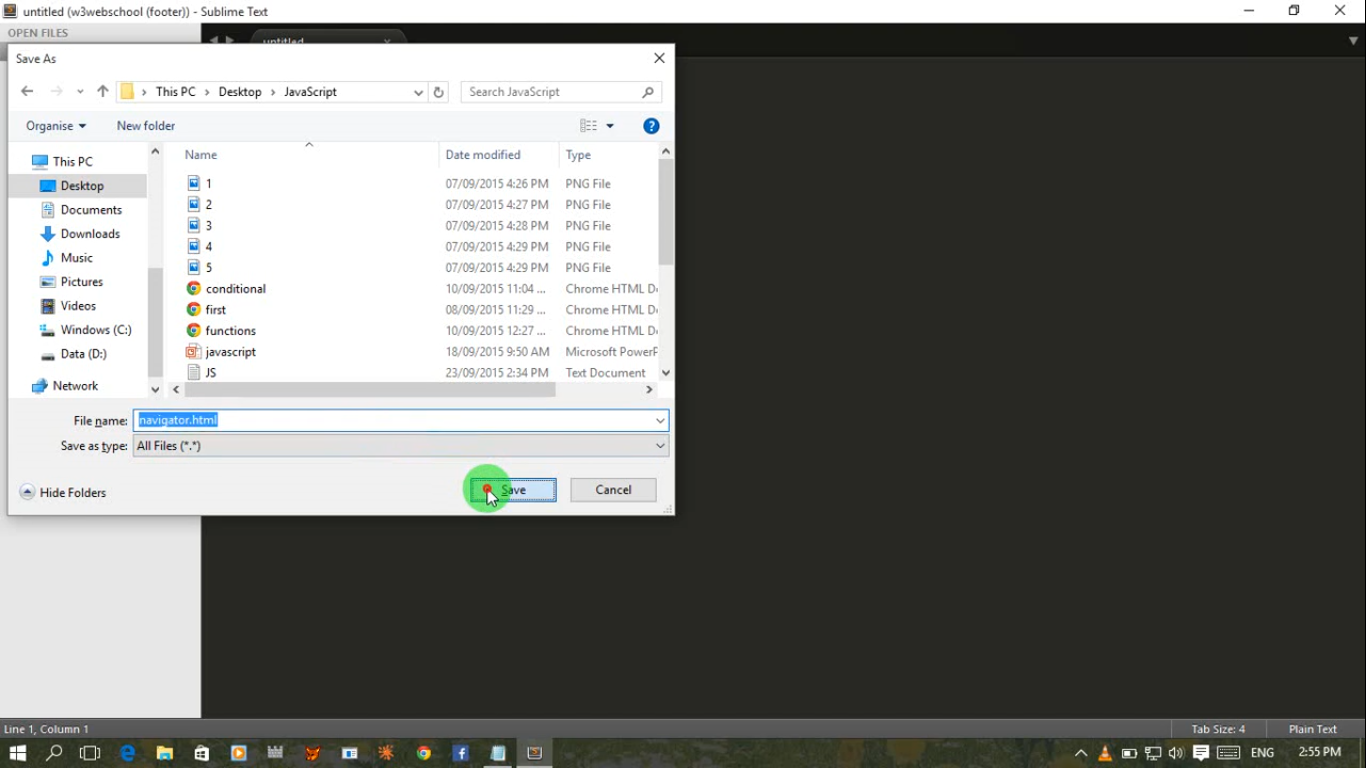 untitled (w3webschool (footer)) - Sublime Text
OPEN FILES
untitled
Save As
This PC > Desktop > JavaScript
Search JavaScript
Organise
New folder
Name
Date modified
Type
This PC
Desktop
Documents
Downloads
Music
Pictures
Videos
Windows (C:)
Data (D:)
Network
1 07/09/2015 4:26 PM PNG File
2 07/09/2015 4:27 PM PNG File
3 07/09/2015 4:28 PM PNG File
4 07/09/2015 4:29 PM PNG File
5 07/09/2015 4:29 PM PNG File
conditional 10/09/2015 11:04 ... Chrome HTML D
first 08/09/2015 11:29 ... Chrome HTML D
functions 10/09/2015 12:27 ... Chrome HTML D
javascript 18/09/2015 9:50 AM Microsoft PowerP
JS 23/09/2015 2:34 PM Text Document
File name: navigator.html
Save as type: All Files (*.*)
Hide Folders
Save
Cancel
Line 1, Column 1
Tab Size: 4
Plain Text
ENG
2:55 PM